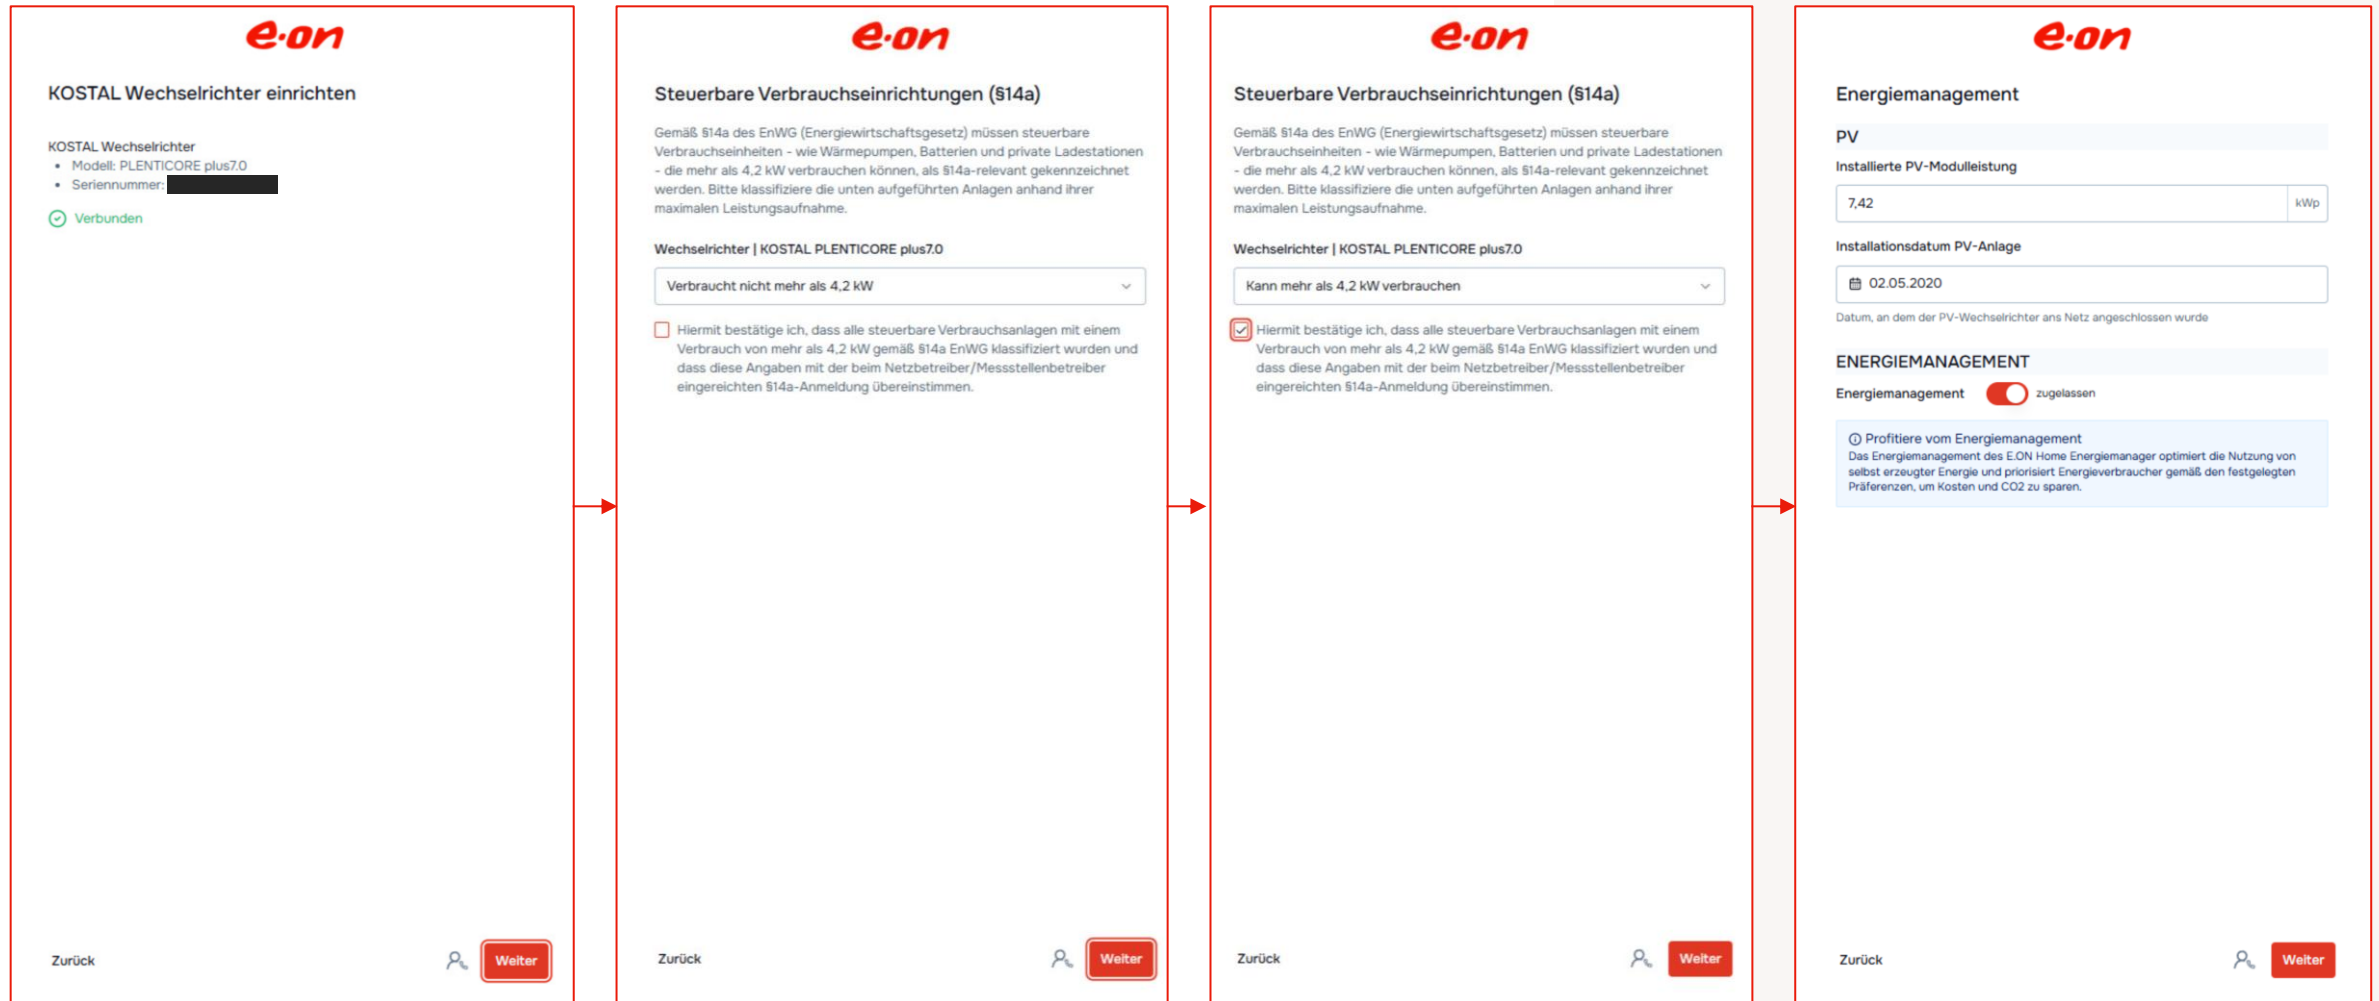 e·on
KOSTAL Wechselrichter einrichten
KOSTAL Wechselrichter
• Modell: PLENTICORE plus7.0
• Seriennummer:
Verbunden
Zurück
Weiter
e·on
Steuerbare Verbrauchseinrichtungen (§14a)
Gemäß §14a des EnWG (Energiewirtschaftsgesetz) müssen steuerbare
Verbrauchseinheiten - wie Wärmepumpen, Batterien und private Ladestationen
- die mehr als 4,2 kW verbrauchen können, als §14a-relevant gekennzeichnet
werden. Bitte klassifiziere die unten aufgeführten Anlagen anhand ihrer
maximalen Leistungsaufnahme.
Wechselrichter | KOSTAL PLENTICORE plus7.0
Verbraucht nicht mehr als 4,2 kW
Hiermit bestätige ich, dass alle steuerbare Verbrauchsanlagen mit einem
Verbrauch von mehr als 4,2 kW gemäß §14a EnWG klassifiziert wurden und
dass diese Angaben mit der beim Netzbetreiber/Messstellenbetreiber
eingereichten §14a-Anmeldung übereinstimmen.
Zurück
Weiter
e·on
Steuerbare Verbrauchseinrichtungen (§14a)
Gemäß §14a des EnWG (Energiewirtschaftsgesetz) müssen steuerbare
Verbrauchseinheiten - wie Wärmepumpen, Batterien und private Ladestationen
- die mehr als 4,2 kW verbrauchen können, als §14a-relevant gekennzeichnet
werden. Bitte klassifiziere die unten aufgeführten Anlagen anhand ihrer
maximalen Leistungsaufnahme.
Wechselrichter | KOSTAL PLENTICORE plus7.0
Kann mehr als 4,2 kW verbrauchen
Hiermit bestätige ich, dass alle steuerbare Verbrauchsanlagen mit einem
Verbrauch von mehr als 4,2 kW gemäß §14a EnWG klassifiziert wurden und
dass diese Angaben mit der beim Netzbetreiber/Messstellenbetreiber
eingereichten §14a-Anmeldung übereinstimmen.
Zurück
Weiter
e·on
Energiemanagement
PV
Installierte PV-Modulleistung
7,42 kWp
Installationsdatum PV-Anlage
02.05.2020
Datum, an dem der PV-Wechselrichter ans Netz angeschlossen wurde
ENERGIEMANAGEMENT
Energiemanagement zugelassen
Profitiere vom Energiemanagement
Das Energiemanagement des E.ON Home Energiemanager optimiert die Nutzung von
selbst erzeugter Energie und priorisiert Energieverbraucher gemäß den festgelegten
Präferenzen, um Kosten und CO2 zu sparen.
Zurück
Weiter